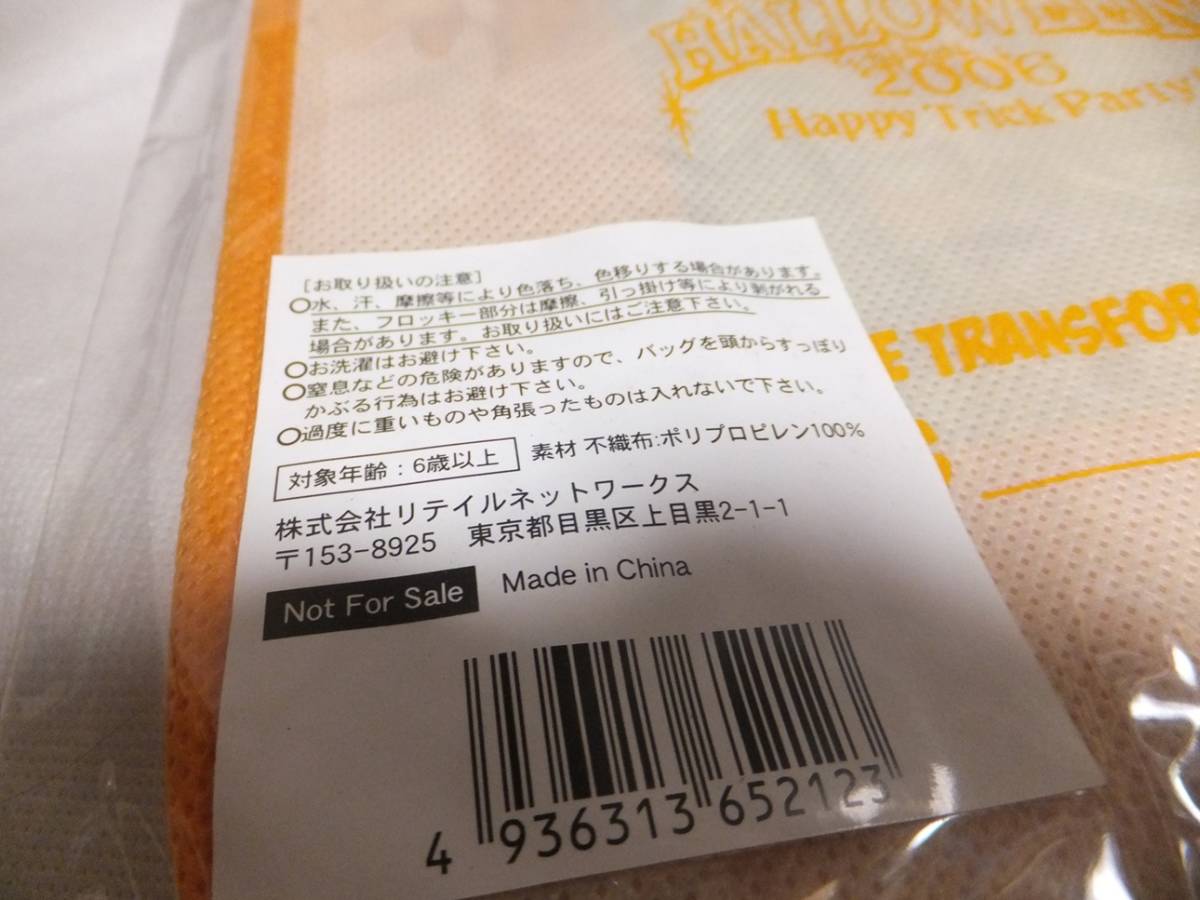 HALLOWEEN
2006
Happy Trick Party
E TRANSFOR
S
[お取り扱いの注意]
○水、汗、摩擦等により色落ち、色移りする場合があります。
また、フロッキー部分は摩擦、引っ掛け等により剥がれる
場合があります。お取り扱いにはご注意下さい。
○お洗濯はお避け下さい。
○窒息などの危険がありますので、バッグを頭からすっぽり
かぶる行為はお避け下さい。
○過度に重いものや角張ったものは入れないで下さい。
対象年齢:6歳以上 素材 不織布:ポリプロピレン100%
株式会社リテイルネットワークス
〒153-8925 東京都目黒区上目黒2-1-1
Not For Sale Made in China
4 936313 652123